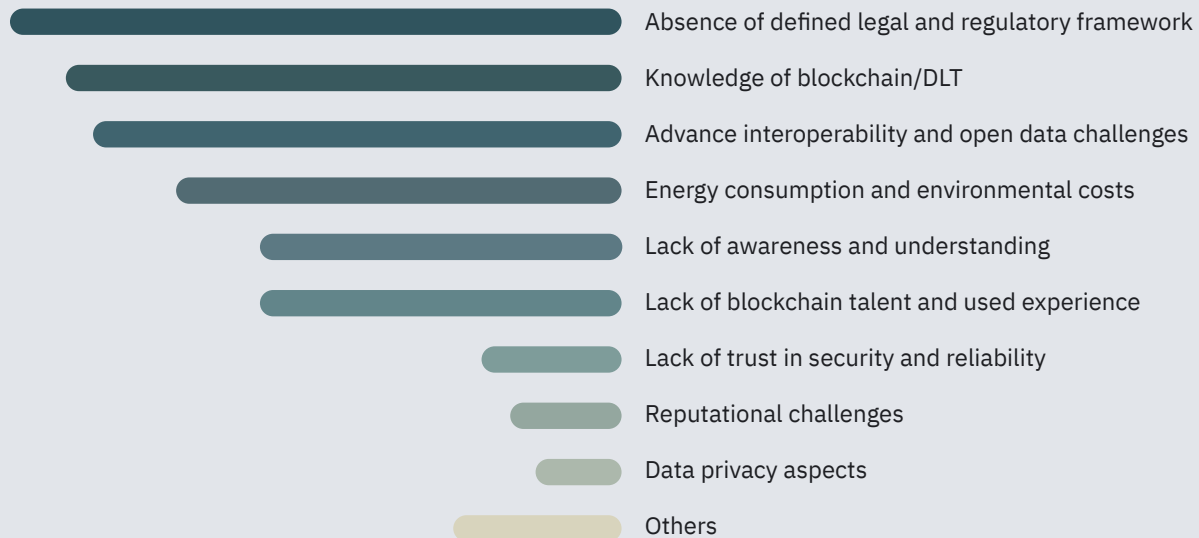 Absence of defined legal and regulatory framework
Knowledge of blockchain/DLT
Advance interoperability and open data challenges
Energy consumption and environmental costs
Lack of awareness and understanding
Lack of blockchain talent and used experience
Lack of trust in security and reliability
Reputational challenges
Data privacy aspects
Others